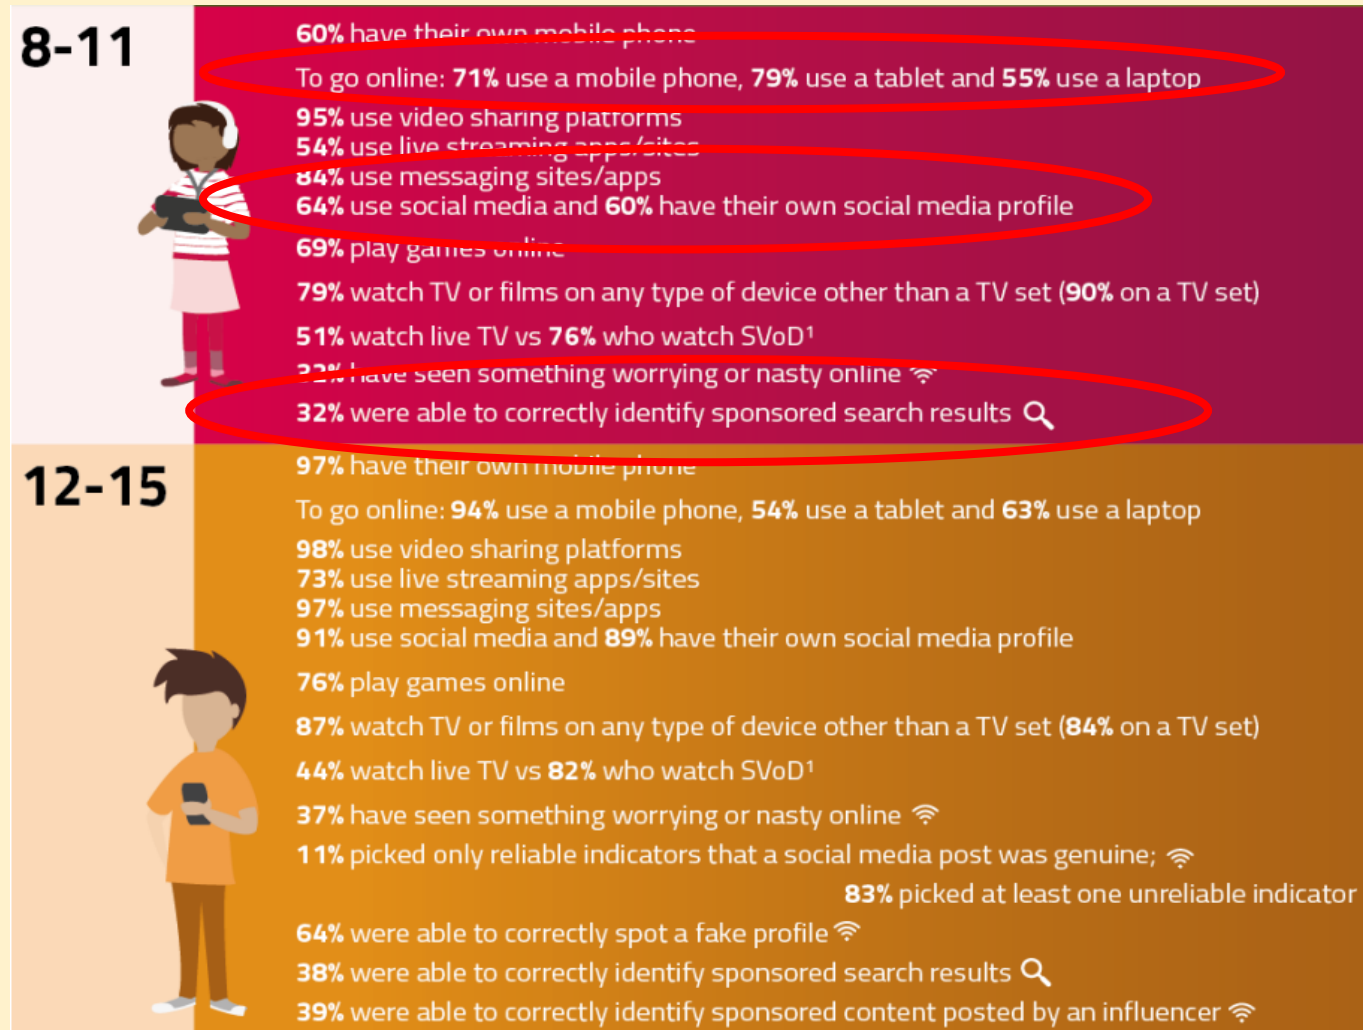 8-11
60% have their own mobile phone
To go online: 71% use a mobile phone, 79% use a tablet and 55% use a laptop
95% use video sharing platforms
54% use live streaming apps/sites
84% use messaging sites/apps
64% use social media and 60% have their own social media profile
69% play games online
79% watch TV or films on any type of device other than a TV set (90% on a TV set)
51% watch live TV vs 76% who watch SVoD¹
32% have seen something worrying or nasty online
32% were able to correctly identify sponsored search results
12-15
97% have their own mobile phone
To go online: 94% use a mobile phone, 54% use a tablet and 63% use a laptop
98% use video sharing platforms
73% use live streaming apps/sites
97% use messaging sites/apps
91% use social media and 89% have their own social media profile
76% play games online
87% watch TV or films on any type of device other than a TV set (84% on a TV set)
44% watch live TV vs 82% who watch SVoD¹
37% have seen something worrying or nasty online
11% picked only reliable indicators that a social media post was genuine;
83% picked at least one unreliable indicator
64% were able to correctly spot a fake profile
38% were able to correctly identify sponsored search results
39% were able to correctly identify sponsored content posted by an influencer